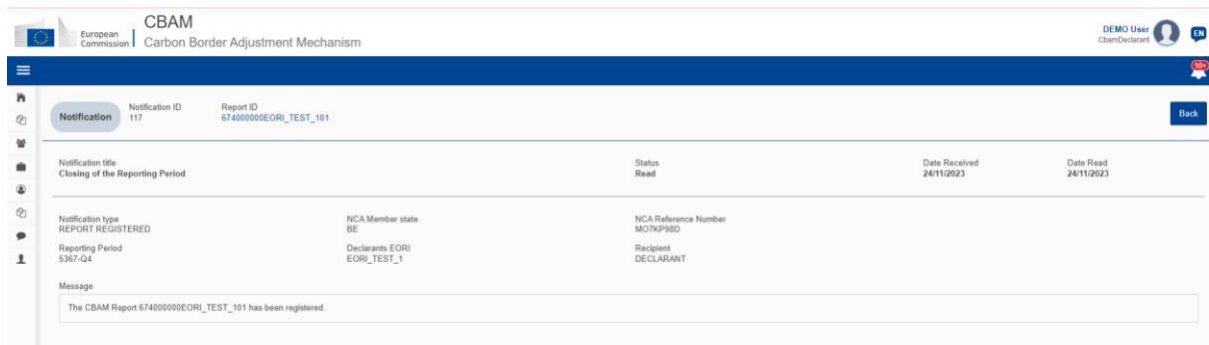 CBAM
European
Commission
Carbon Border Adjustment Mechanism
DEMO User
CbamDeclarant
EN
10+
Notification
Notification ID
117
Report ID
674000000EORI_TEST_101
Back
Notification title
Closing of the Reporting Period
Status
Read
Date Received
24/11/2023
Date Read
24/11/2023
Notification type
REPORT REGISTERED
NCA Member state
BE
NCA Reference Number
MO7KP98D
Reporting Period
5367-Q4
Declarants EORI
EORI_TEST_1
Recipient
DECLARANT
Message
The CBAM Report 674000000EORI_TEST_101 has been registered.